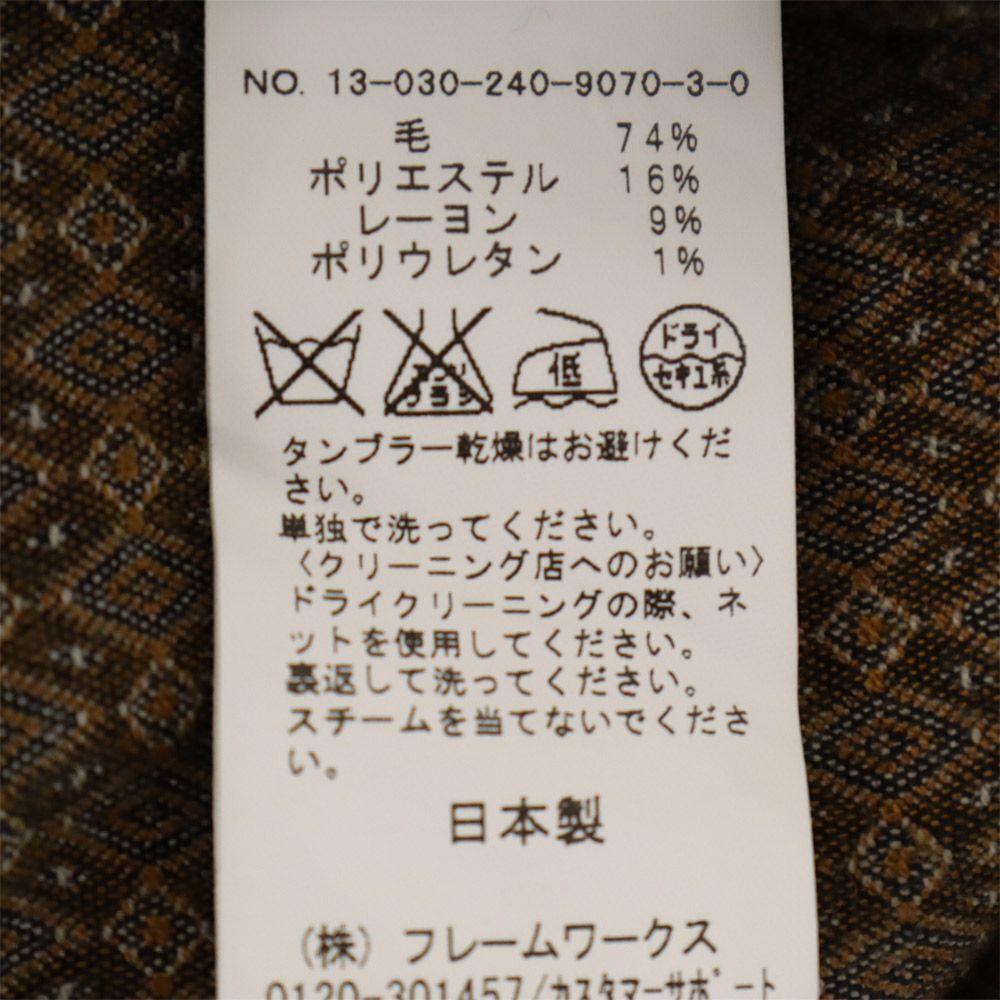 NO. 13-030-240-9070-3-0
毛 74%
ポリエステル 16%
レーヨン 9%
ポリウレタン 1%
エンソ サラシ 低 ドライ セキユ系
タンブラー乾燥はお避けくだ
さい。
単独で洗ってください。
〈クリーニング店へのお願い〉
ドライクリーニングの際、ネ
ットを使用してください。
裏返して洗ってください。
スチームを当てないでくださ
い。
日本製
(株) フレームワークス
0120-301457/カスタマーサポート